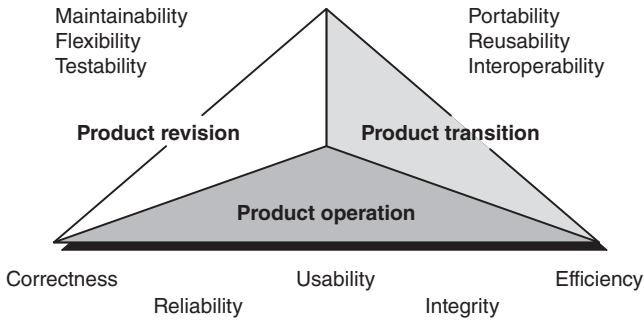 Maintainability
Flexibility
Testability
Portability
Reusability
Interoperability
Product revision
Product transition
Product operation
Correctness
Usability
Efficiency
Reliability
Integrity